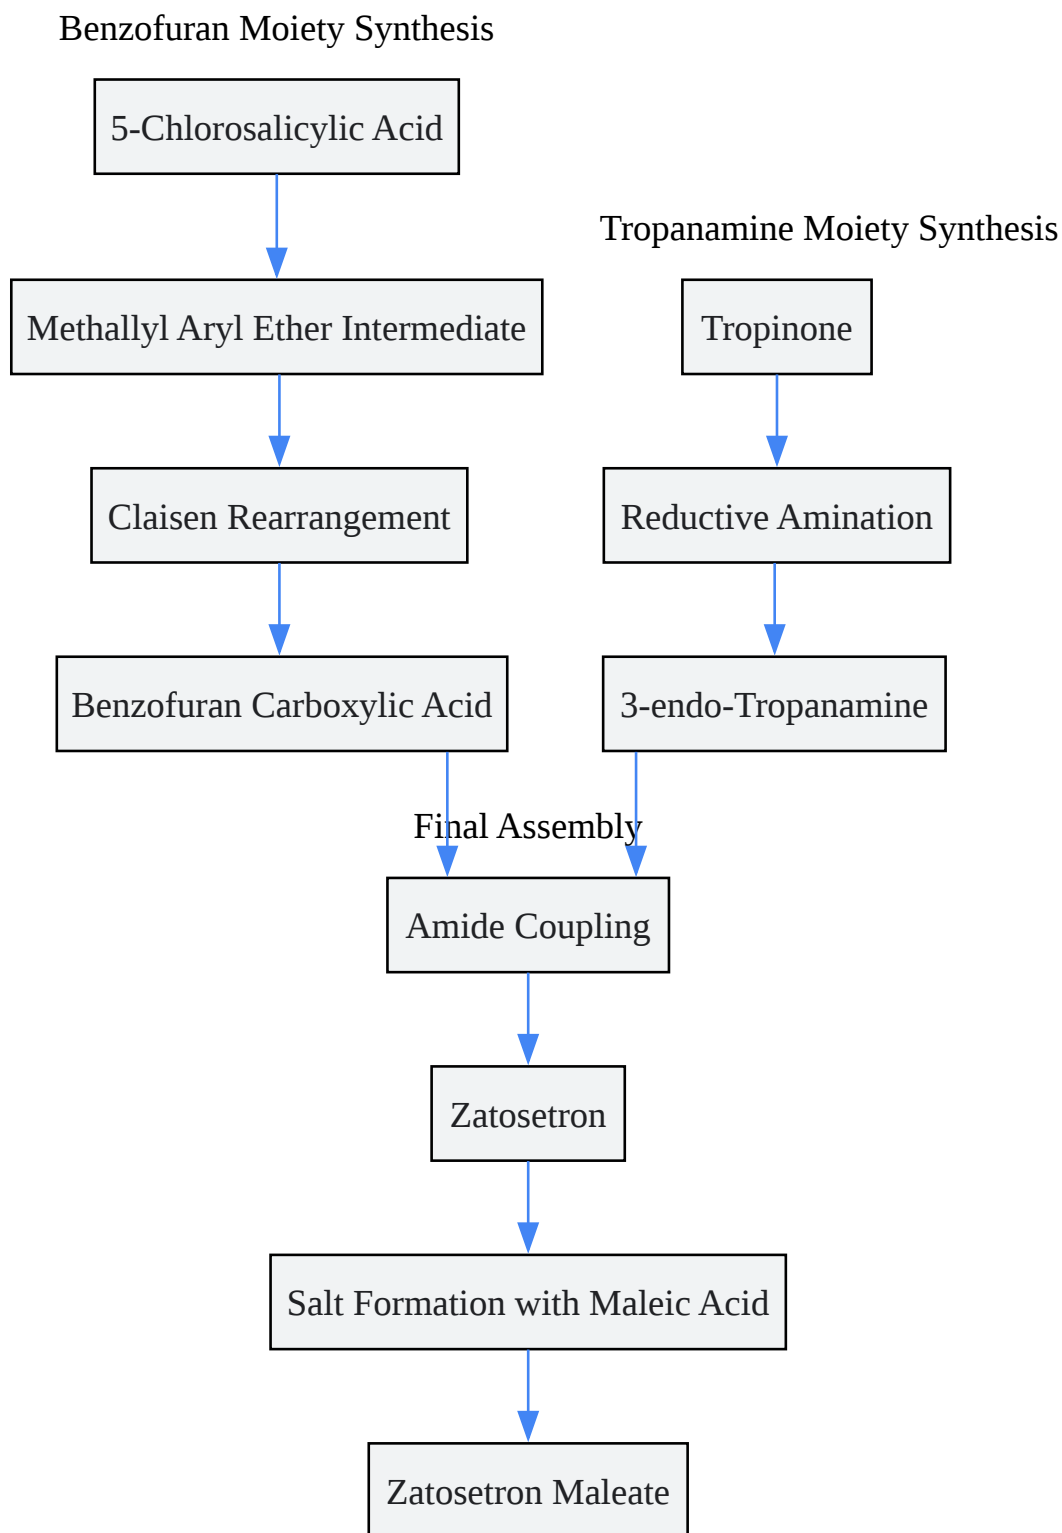 Benzofuran Moiety Synthesis
5-Chlorosalicylic Acid
Tropanamine Moiety Synthesis
Methallyl Aryl Ether Intermediate
Tropinone
Claisen Rearrangement
Reductive Amination
Benzofuran Carboxylic Acid
3-endo-Tropanamine
Final Assembly
Amide Coupling
Zatosetron
Salt Formation with Maleic Acid
Zatosetron Maleate